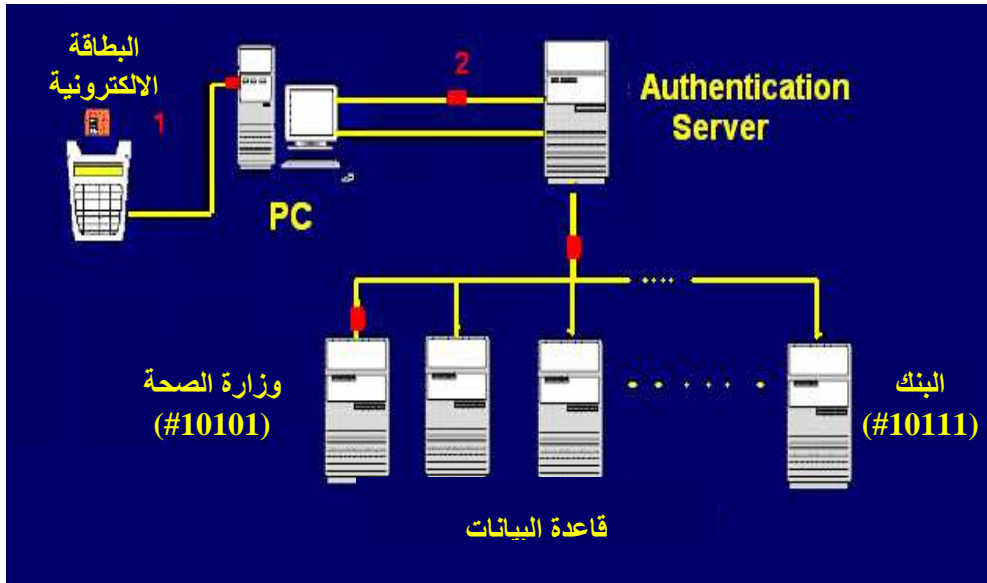 البطاقة
الالكترونية
1
2
Authentication
Server
PC
وزارة الصحة
(#10101)
البنك
(#10111)
قاعدة البيانات